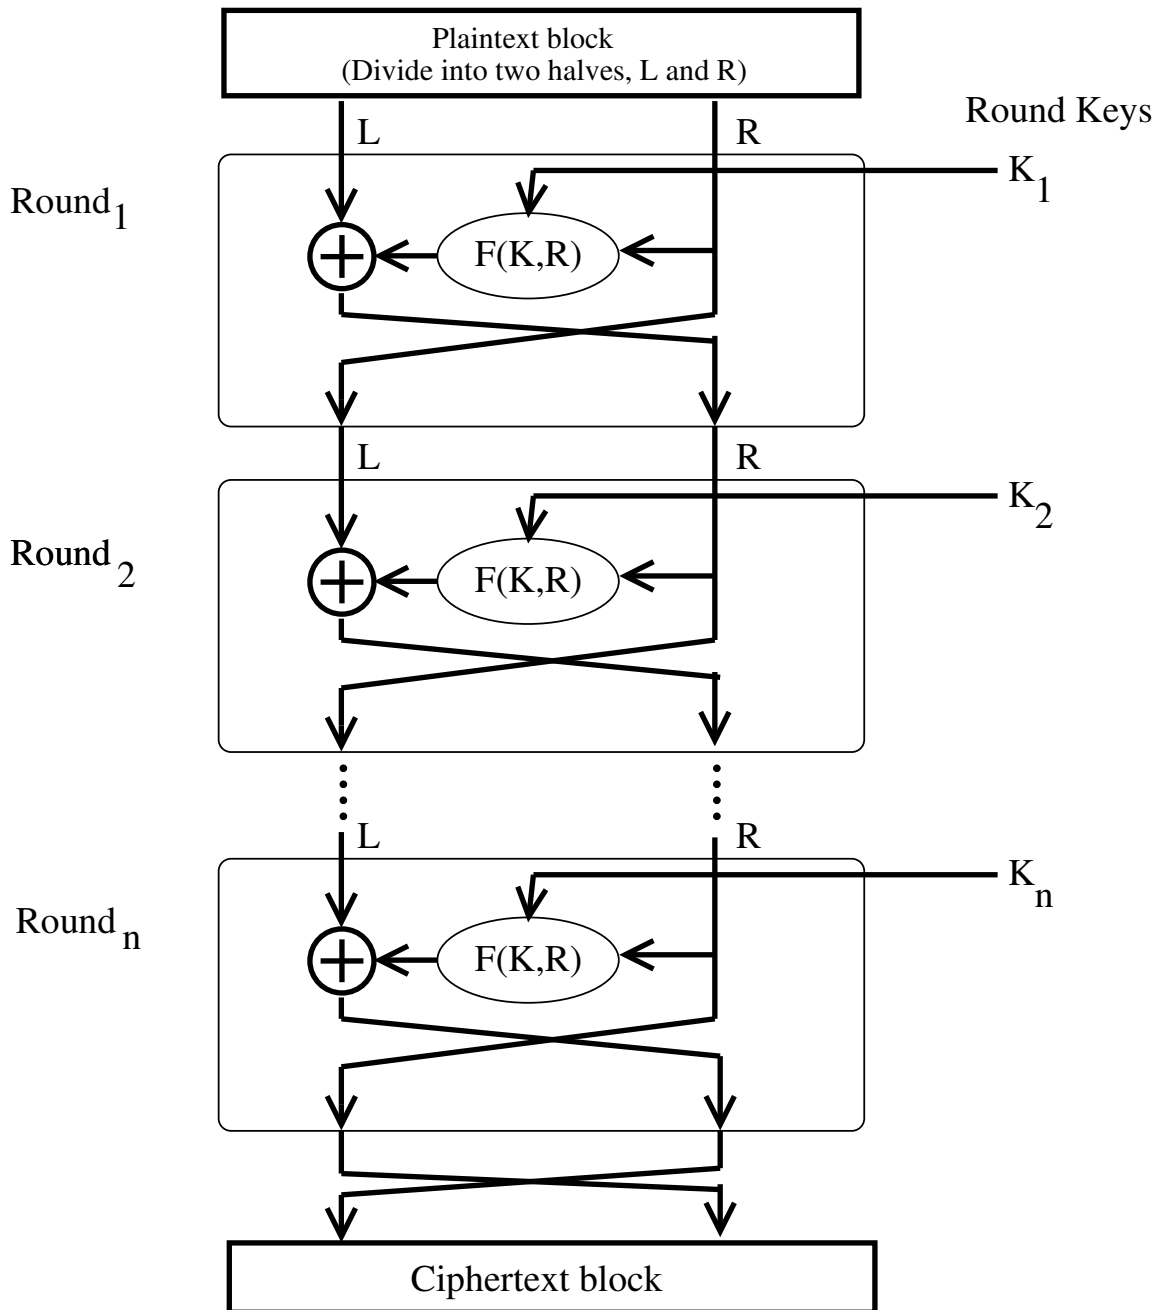 Plaintext block
(Divide into two halves, L and R)
Round Keys
L
R
K1
Round1
F(K,R)
L
R
K2
Round2
F(K,R)
L
R
Kn
Roundn
F(K,R)
Ciphertext block